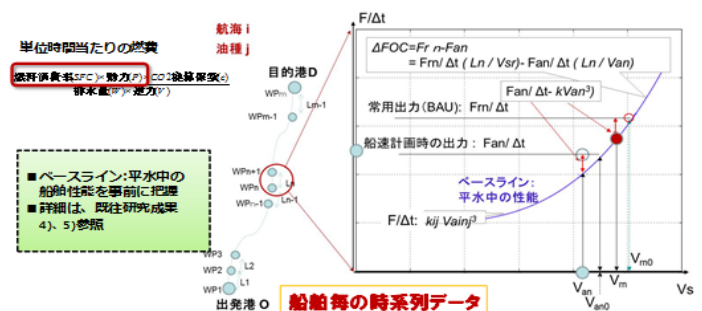 航海 i
油種 j
単位時間当たりの燃費
燃料消費率(SFC)×動力(P)×CO2換算係数(ε)
排水量(W)×速力(V)
■ベースライン:平水中の
船舶性能を事前に把握
■詳細は、既往研究成果
4)、5)参照
目的港D
WPm
Lm-1
WPm-1
WPn+1
Ln
WPn
Ln-1
WPn-1
WP3
WP2
L2
L1
WP1
出発港 O
船舶毎の時系列データ
F/Δt
ΔFOC=Fr n-Fan
= Frn/ Δt ( Ln / Vsr)- Fan/ Δt ( Ln / Van)
Fan/ Δt- kVan³)
常用出力(BAU): Frn/ Δt
船速計画時の出力 : Fan/ Δt
ベースライン:
平水中の性能
F/Δt: kij Vainj³
Van
Van0
Vrn
Vrn0
Vs